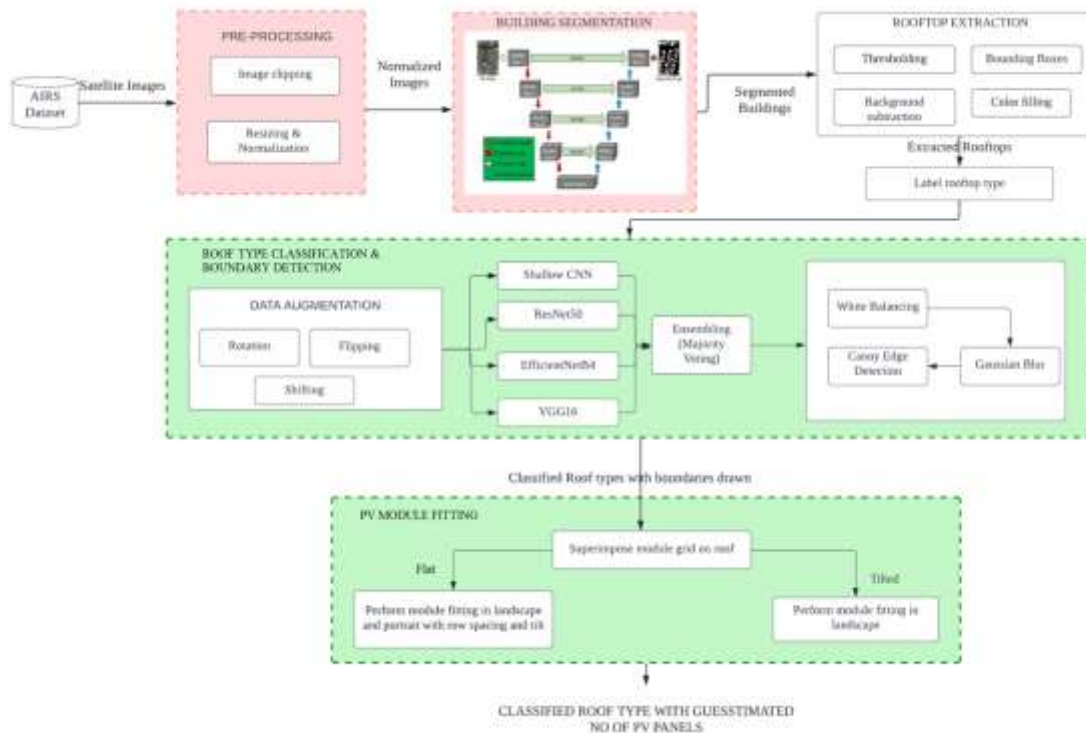 AIRS
Dataset
Satellite Images
PRE-PROCESSING
Image clipping
Resizing &
Normalization
Normalized
Images
BUILDING SEGMENTATION
Segmented
Buildings
ROOFTOP EXTRACTION
Thresholding
Bounding Boxes
Background
subtraction
Color filling
Extracted Rooftops
Label rooftop type
ROOF TYPE CLASSIFICATION &
BOUNDARY DETECTION
DATA AUGMENTATION
Rotation
Flipping
Shifting
Shallow CNN
ResNet50
EfficientNetB4
VGG16
Ensembling
(Majority
Voting)
White Balancing
Canny Edge
Detection
Gaussian Blur
Classified Roof types with boundaries drawn
PV MODULE FITTING
Superimpose module grid on roof
Flat
Tilted
Perform module fitting in landscape
and portrait with row spacing and tilt
Perform module fitting in
landscape
CLASSIFIED ROOF TYPE WITH GUESSTIMATED
NO OF PV PANELS